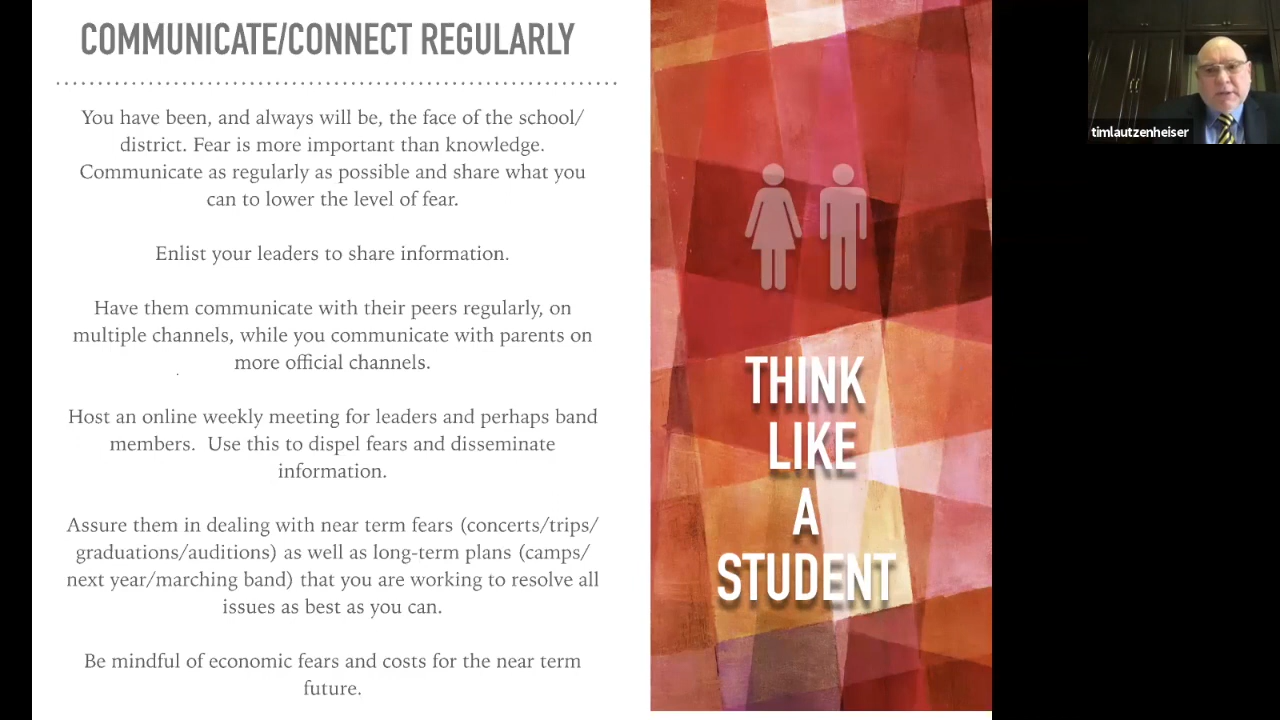 COMMUNICATE/CONNECT REGULARLY
You have been, and always will be, the face of the school/
district. Fear is more important than knowledge.
Communicate as regularly as possible and share what you
can to lower the level of fear.
Enlist your leaders to share information.
Have them communicate with their peers regularly, on
multiple channels, while you communicate with parents on
more official channels.
Host an online weekly meeting for leaders and perhaps band
members.  Use this to dispel fears and disseminate
information.
Assure them in dealing with near term fears (concerts/trips/
graduations/auditions) as well as long-term plans (camps/
next year/marching band) that you are working to resolve all
issues as best as you can.
Be mindful of economic fears and costs for the near term
future.
THINK
LIKE
A
STUDENT
timlautzenheiser